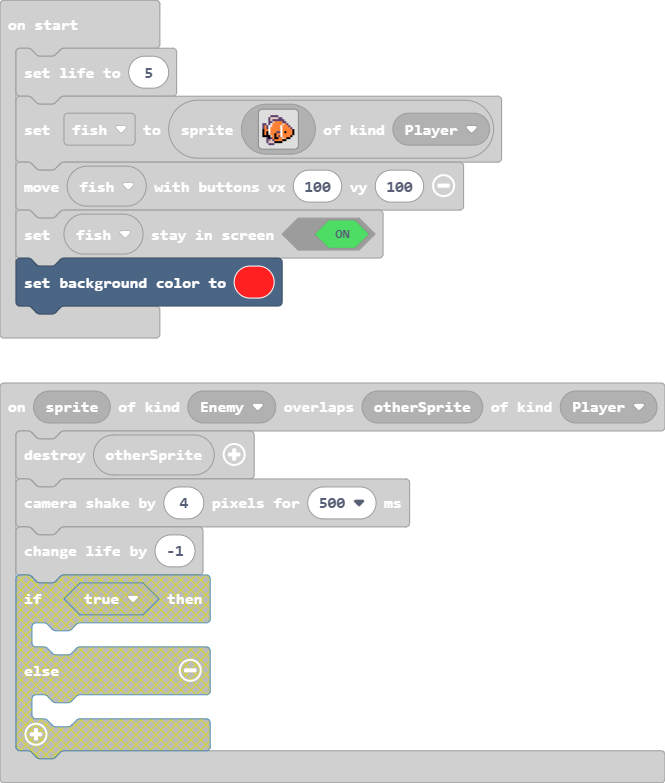 on start
set life to 5
set fish to sprite of kind Player
move fish with buttons vx 100 vy 100
set fish stay in screen ON
set background color to
on sprite of kind Enemy overlaps otherSprite of kind Player
destroy otherSprite
camera shake by 4 pixels for 500 ms
change life by -1
if true then
else